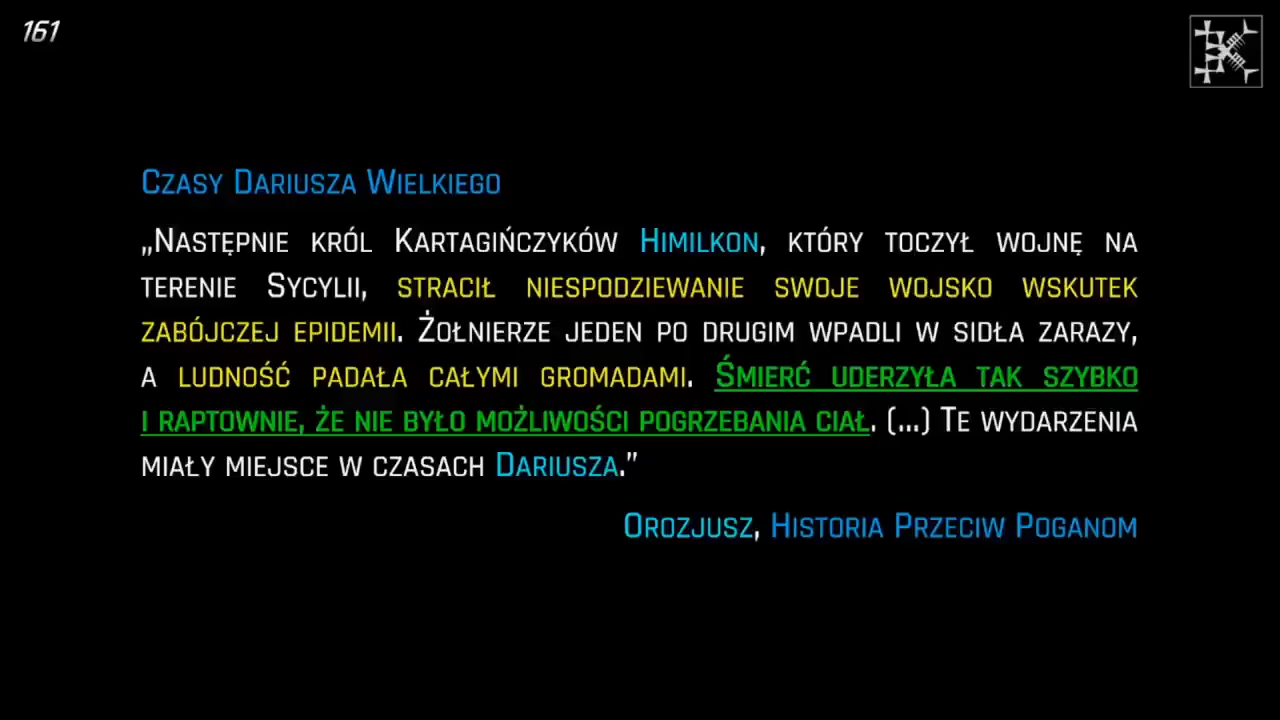 161
Czasy Dariusza Wielkiego
„Następnie król Kartagińczyków Himilkon, który toczył wojnę na
terenie Sycylii, stracił niespodziewanie swoje wojsko wskutek
zabójczej epidemii. Żołnierze jeden po drugim wpadli w sidła zarazy,
a ludność padała całymi gromadami. Śmierć uderzyła tak szybko
i raptownie, że nie było możliwości pogrzebania ciał. (...) Te wydarzenia
miały miejsce w czasach Dariusza.”
Orozjusz, Historia Przeciw Poganom